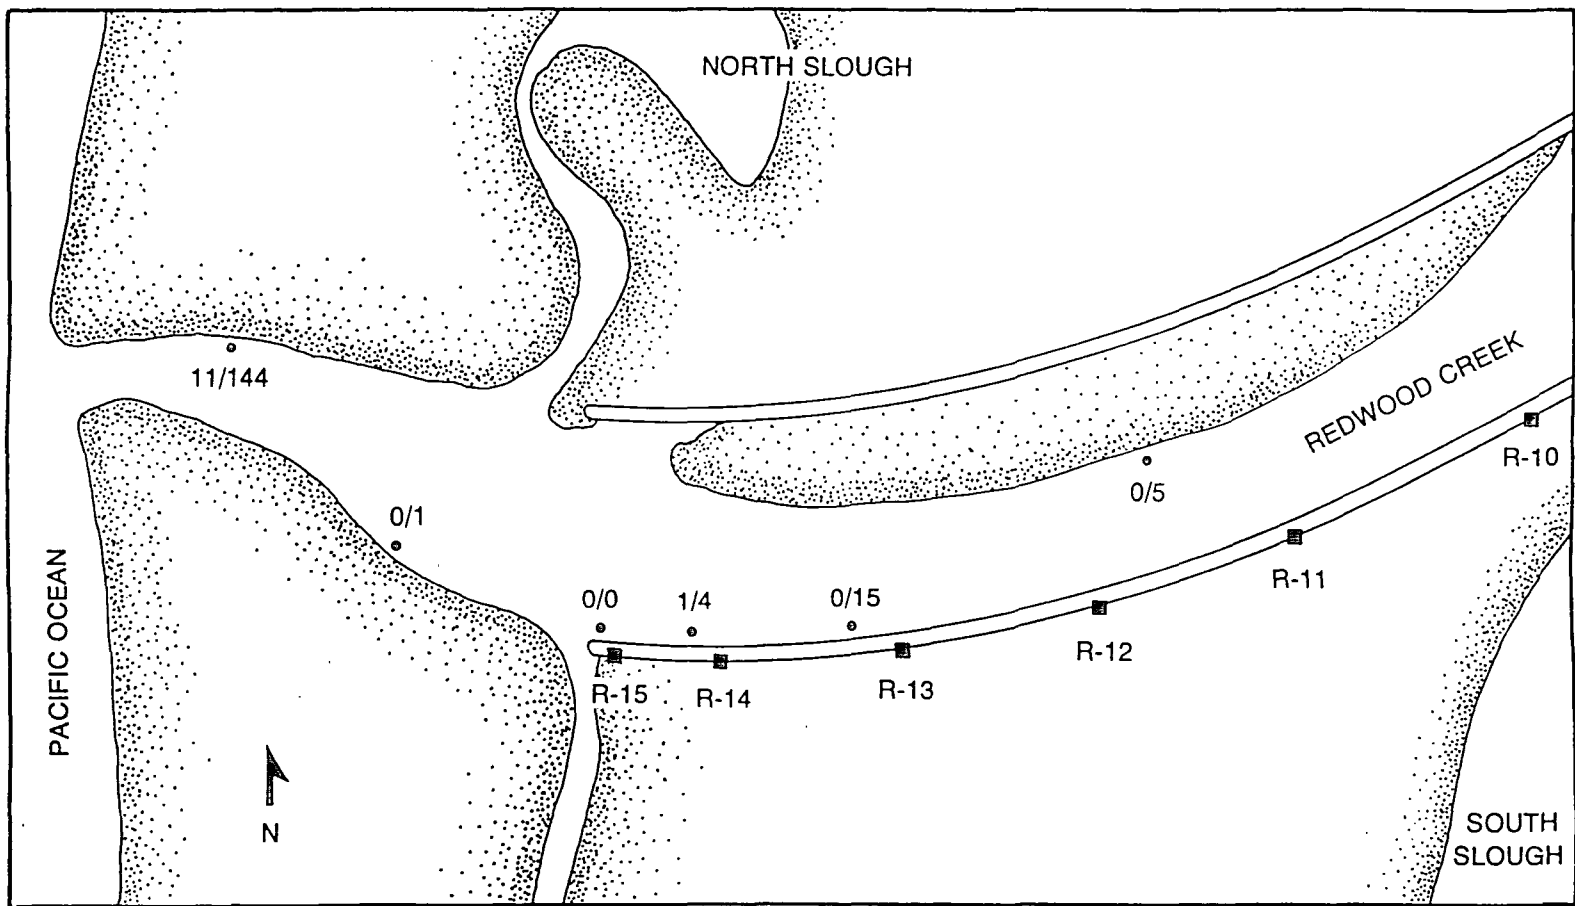 NORTH SLOUGH
11/144
REDWOOD CREEK
R-10
0/5
0/1
R-11
0/0
1/4
0/15
R-12
R-15
R-14
R-13
PACIFIC OCEAN
N
SOUTH
SLOUGH